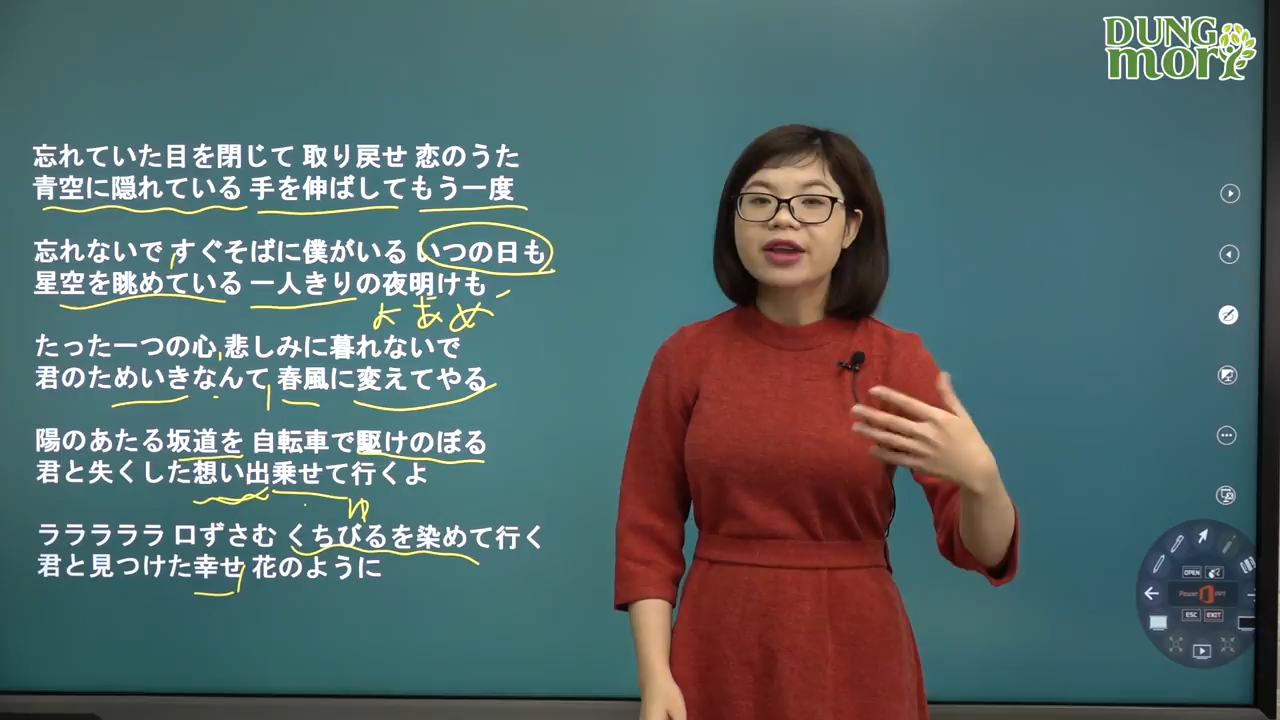 DUNG
mori
忘れていた目を閉じて 取り戻せ 恋のうた
青空に隠れている 手を伸ばしてもう一度
忘れないで すぐそばに僕がいる いつの日も
星空を眺めている 一人きりの夜明けも
よあめ
たった一つの心 悲しみに暮れないで
君のためいきなんて 春風に変えてやる
陽のあたる坂道を 自転車で駆けのぼる
君と失くした想い出乗せて行くよ
ゆ
ラララララ 口ずさむ くちびるを染めて行く
君と見つけた幸せ 花のように
OPEN
Power PPT
ESC EXIT